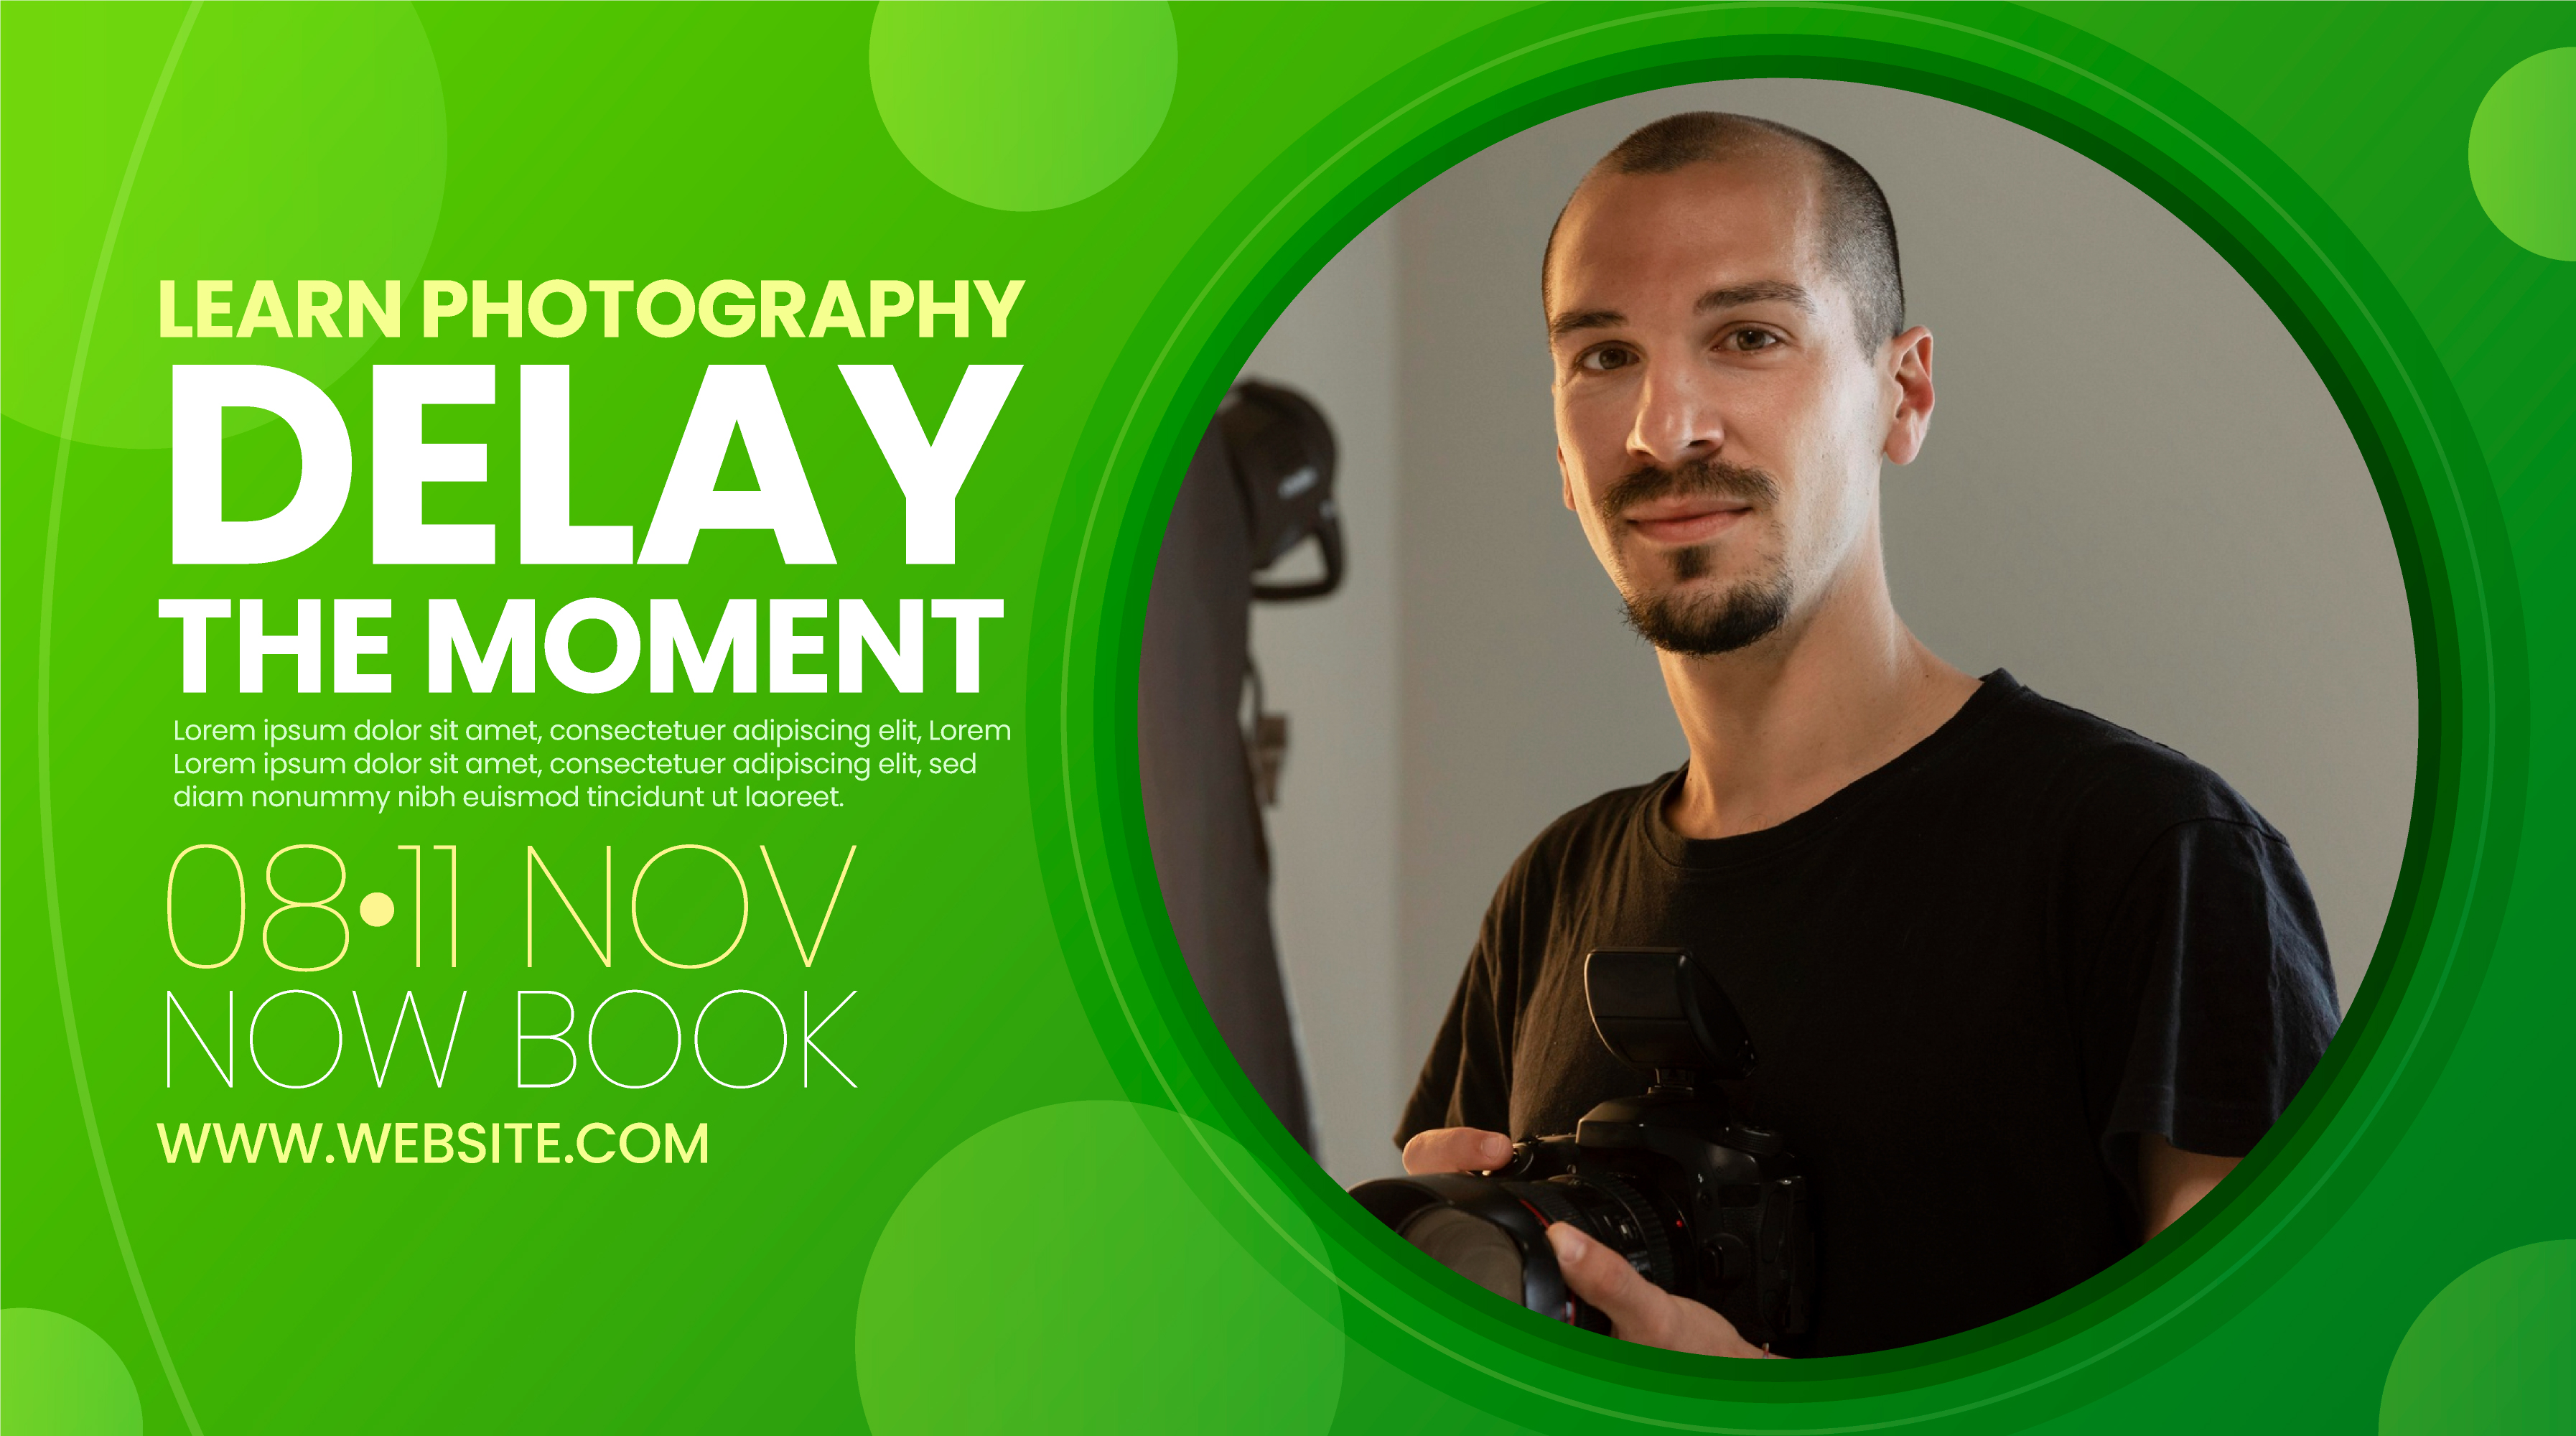 LEARN PHOTOGRAPHY
DELAY
THE MOMENT
Lorem ipsum dolor sit amet, consectetuer adipiscing elit, Lorem
Lorem ipsum dolor sit amet, consectetuer adipiscing elit, sed
diam nonummy nibh euismod tincidunt ut laoreet.
08•11 NOV
NOW BOOK
WWW.WEBSITE.COM